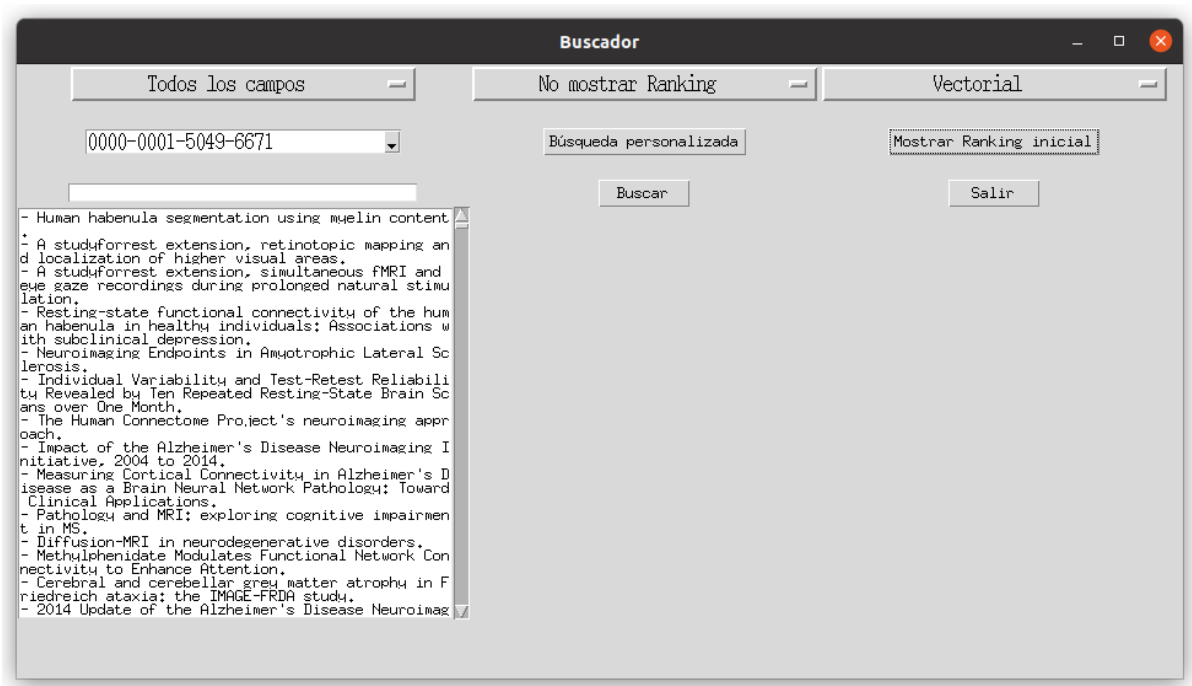 Buscador
Todos los campos
No mostrar Ranking
Vectorial
0000-0001-5049-6671
Búsqueda personalizada
Mostrar Ranking inicial
Buscar
Salir
- Human habenula segmentation using myelin content
.
- A studyforrest extension, retinotopic mapping an
d localization of higher visual areas.
- A studyforrest extension, simultaneous fMRI and
eye gaze recordings during prolonged natural stimu
lation.
- Resting-state functional connectivity of the hum
an habenula in healthy individuals: Associations w
ith subclinical depression.
- Neuroimaging Endpoints in Amyotrophic Lateral Sc
lerosis.
- Individual Variability and Test-Retest Reliabili
ty Revealed by Ten Repeated Resting-State Brain Sc
ans over One Month.
- The Human Connectome Project's neuroimaging appr
oach.
- Impact of the Alzheimer's Disease Neuroimaging I
nitiative, 2004 to 2014.
- Measuring Cortical Connectivity in Alzheimer's D
isease as a Brain Neural Network Pathology: Toward
Clinical Applications.
- Pathology and MRI: exploring cognitive impairmen
t in MS.
- Diffusion-MRI in neurodegenerative disorders.
- Methylphenidate Modulates Functional Network Con
nectivity to Enhance Attention.
- Cerebral and cerebellar grey matter atrophy in F
riedreich ataxia: the IMAGE-FRDA study.
- 2014 Update of the Alzheimer's Disease Neuroimag